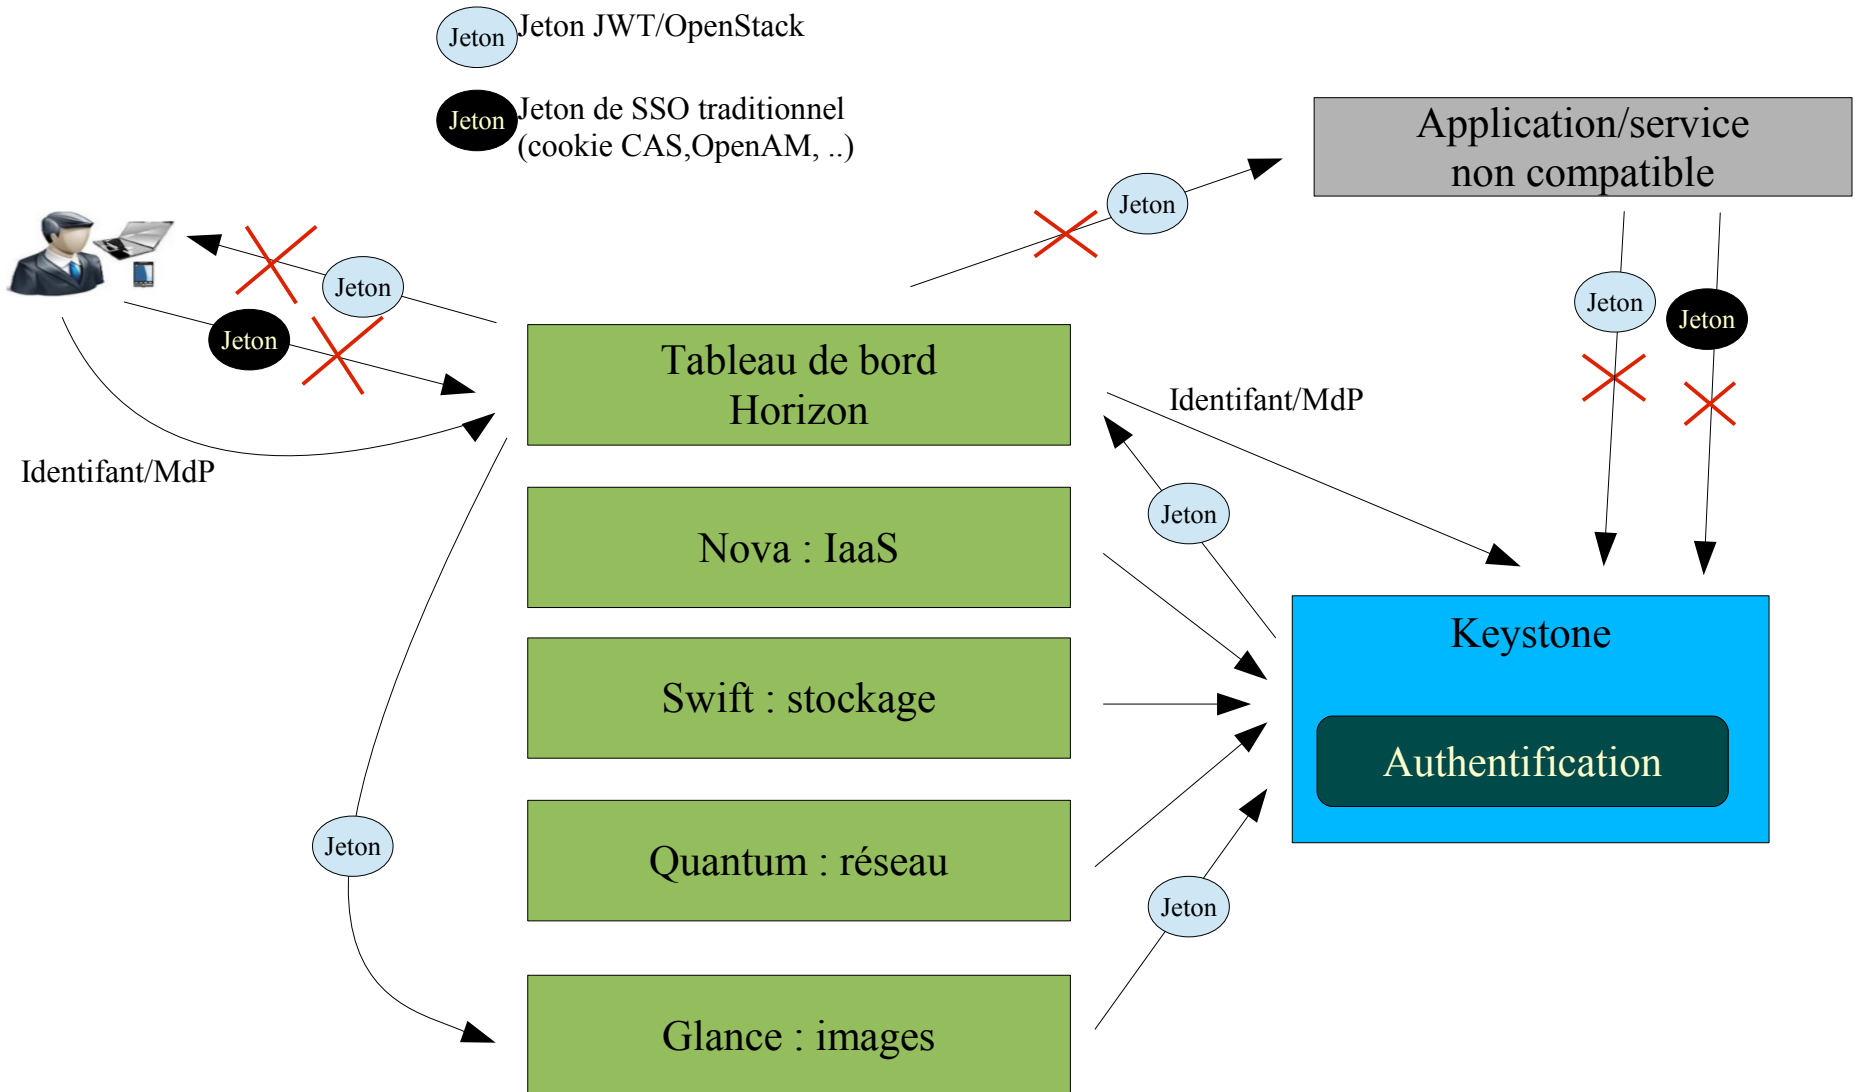 Jeton
Jeton JWT/OpenStack
Jeton
Jeton de SSO traditionnel
(cookie CAS,OpenAM, ..)
Application/service
non compatible
Jeton
Jeton
Jeton
Jeton
Jeton
Tableau de bord
Horizon
Identifant/MdP
Identifant/MdP
Jeton
Nova : IaaS
Keystone
Swift : stockage
Authentification
Jeton
Quantum : réseau
Jeton
Glance : images